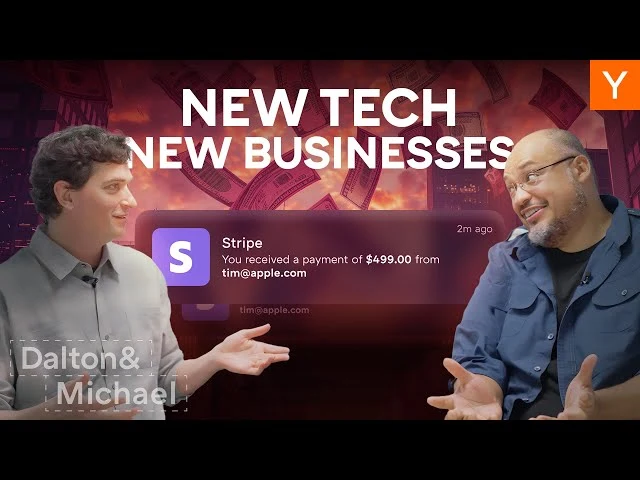 Y
NEW TECH
NEW BUSINESSES
2m ago
S
Stripe
You received a payment of $499.00 from
tim@apple.com
tim@apple.com
Dalton&
Michael